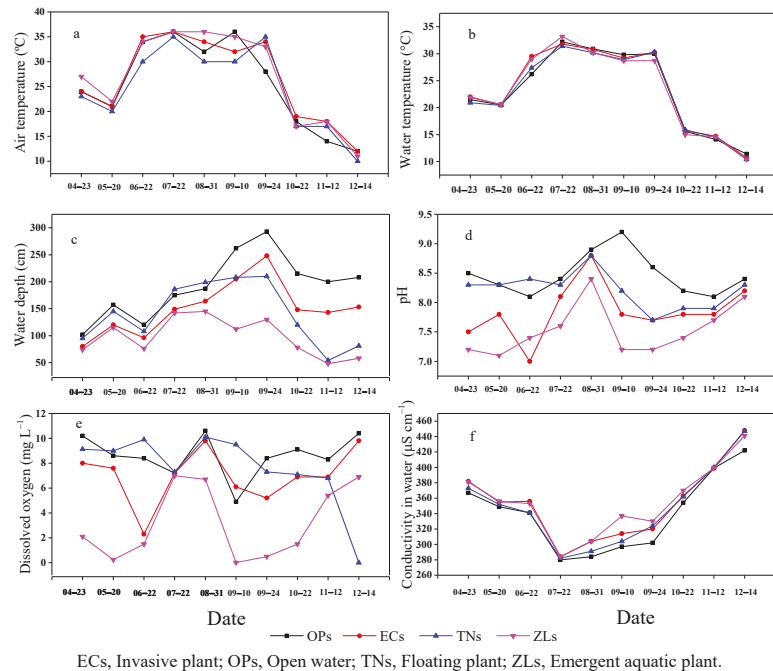 a
Air temperature (°C)
40
35
30
25
20
15
10
04–23 05–20 06–22 07–22 08–31 09–10 09–24 10–22 11–12 12–14
b
Water temperature (°C)
35
30
25
20
15
10
04–23 05–20 06–22 07–22 08–31 09–10 09–24 10–22 11–12 12–14
c
Water depth (cm)
300
250
200
150
100
50
04–23 05–20 06–22 07–22 08–31 09–10 09–24 10–22 11–12 12–14
d
pH
9.5
9.0
8.5
8.0
7.5
7.0
04–23 05–20 06–22 07–22 08–31 09–10 09–24 10–22 11–12 12–14
e
Dissolved oxygen (mg L⁻¹)
12
10
8
6
4
2
0
04–23 05–20 06–22 07–22 08–31 09–10 09–24 10–22 11–12 12–14
f
Conductivity in water (µS cm⁻¹)
460
440
420
400
380
360
340
320
300
280
260
04–23 05–20 06–22 07–22 08–31 09–10 09–24 10–22 11–12 12–14
Date Date
OPs ECs TNs ZLs
ECs, Invasive plant; OPs, Open water; TNs, Floating plant; ZLs, Emergent aquatic plant.